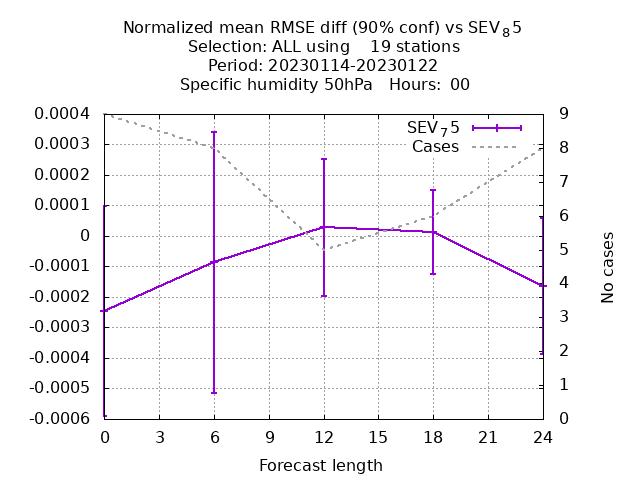 Normalized mean RMSE diff (90% conf) vs SEV₈5
Selection: ALL using 19 stations
Period: 20230114-20230122
Specific humidity 50hPa Hours: 00
SEV₇5
Cases
0.0004
0.0003
0.0002
0.0001
0
-0.0001
-0.0002
-0.0003
-0.0004
-0.0005
-0.0006
9
8
7
6
5
4
3
2
1
0
No cases
0 3 6 9 12 15 18 21 24
Forecast length